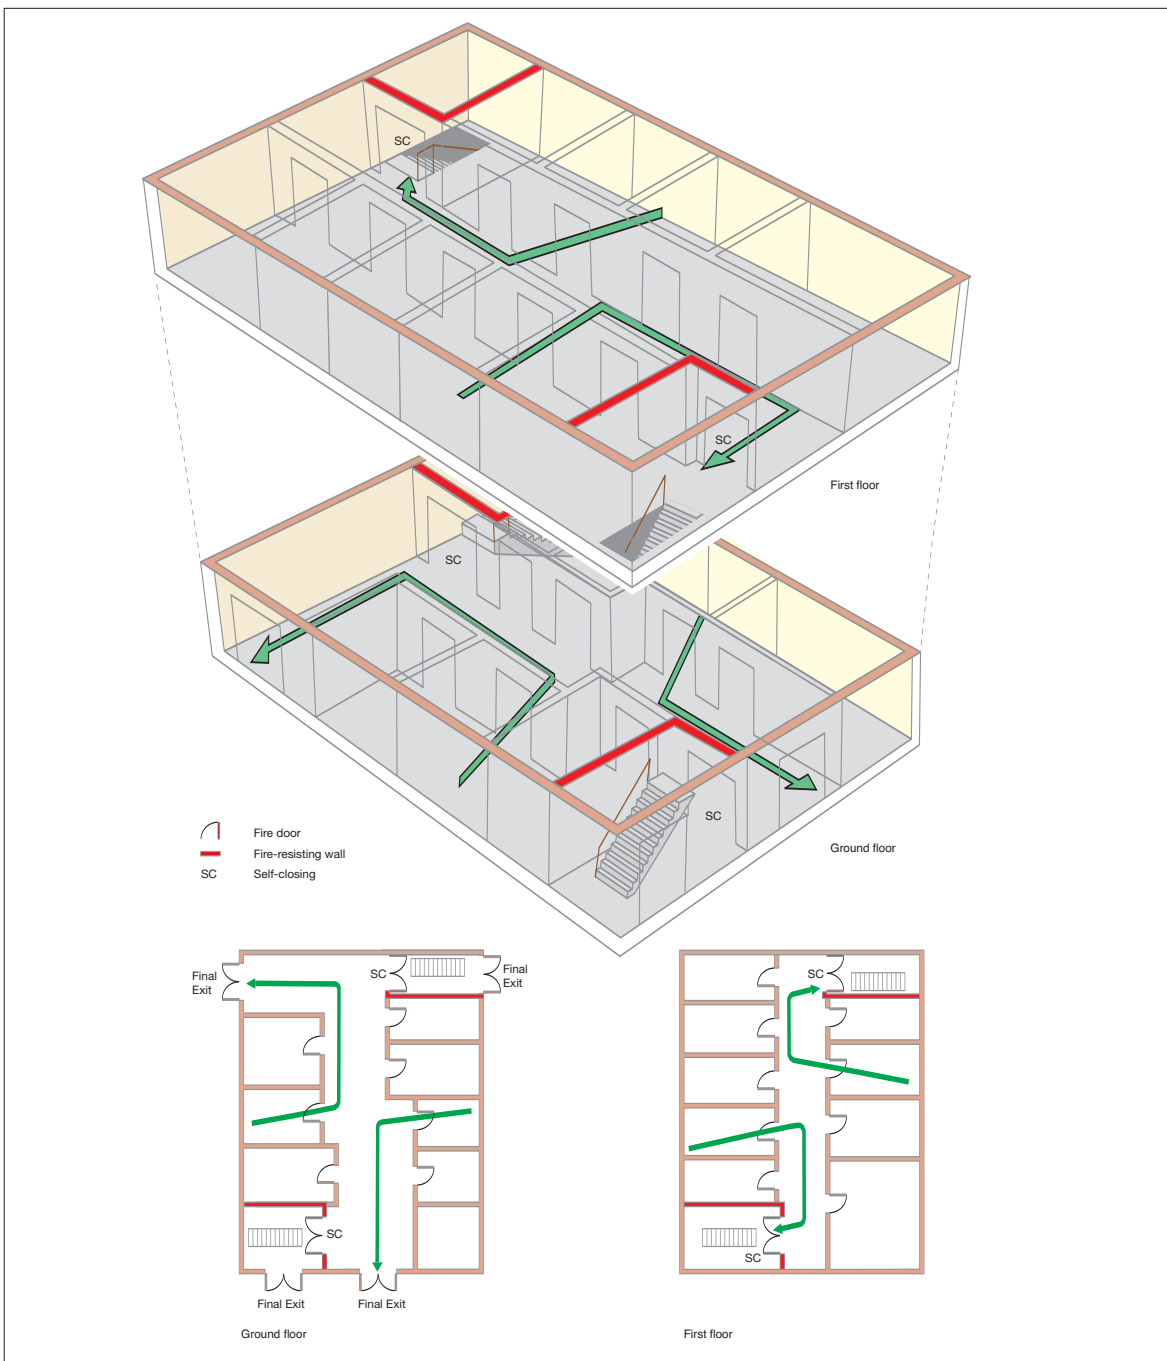 SC
SC
First floor
SC
SC
Ground floor
Fire door
Fire-resisting wall
SC
Self-closing
Final
Exit
SC
Final
Exit
SC
Final Exit
Final Exit
Ground floor
SC
SC
First floor